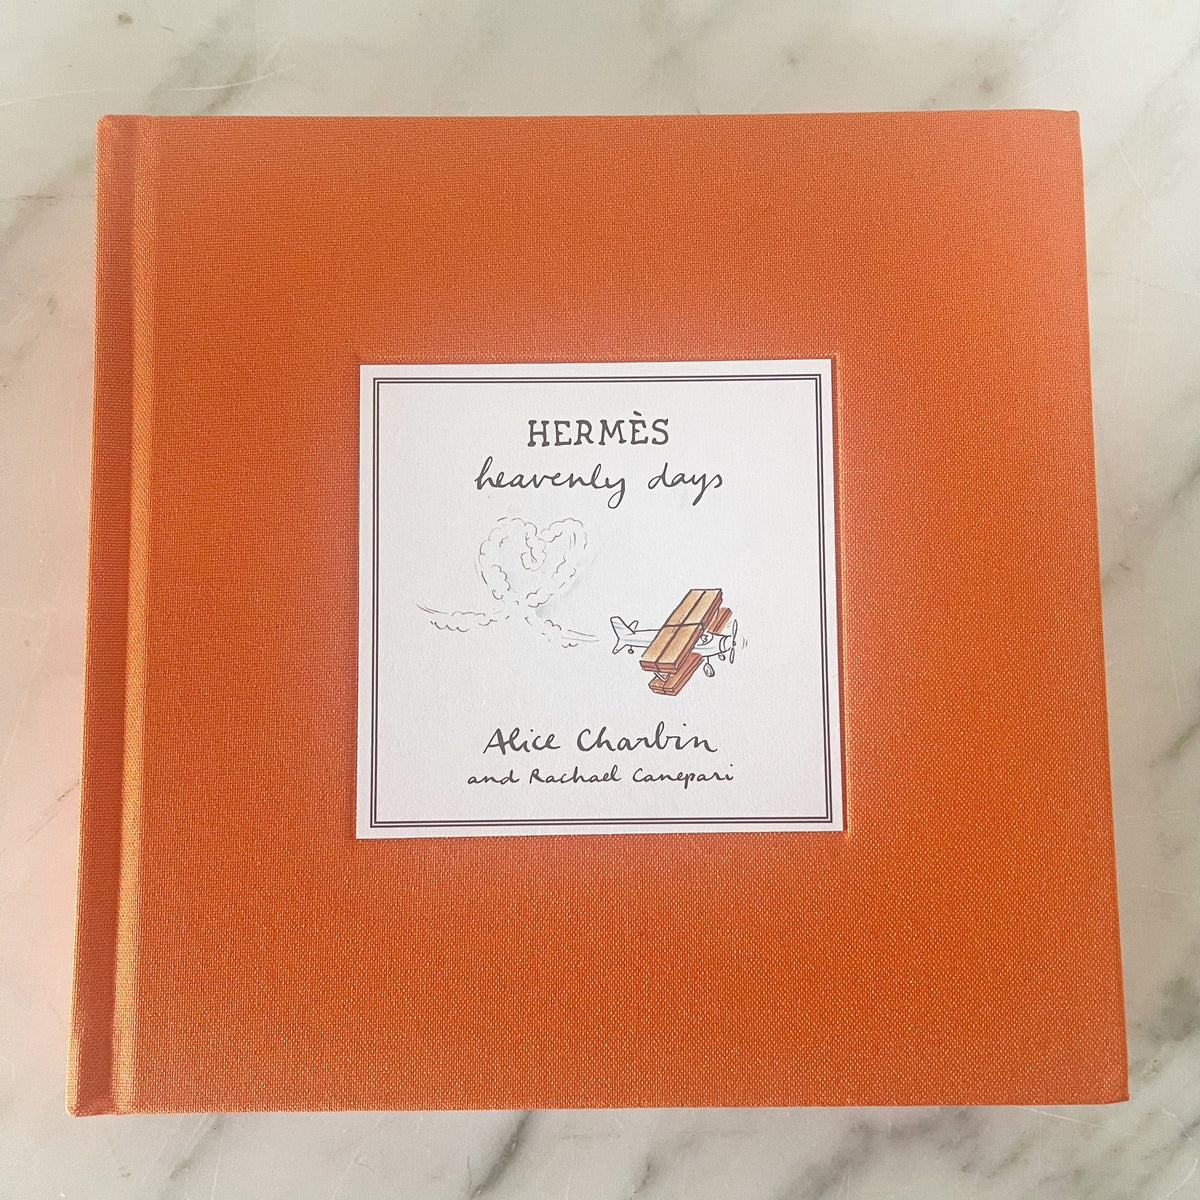 HERMÈS
heavenly days
Alice Charbin
and Rachael Canepari